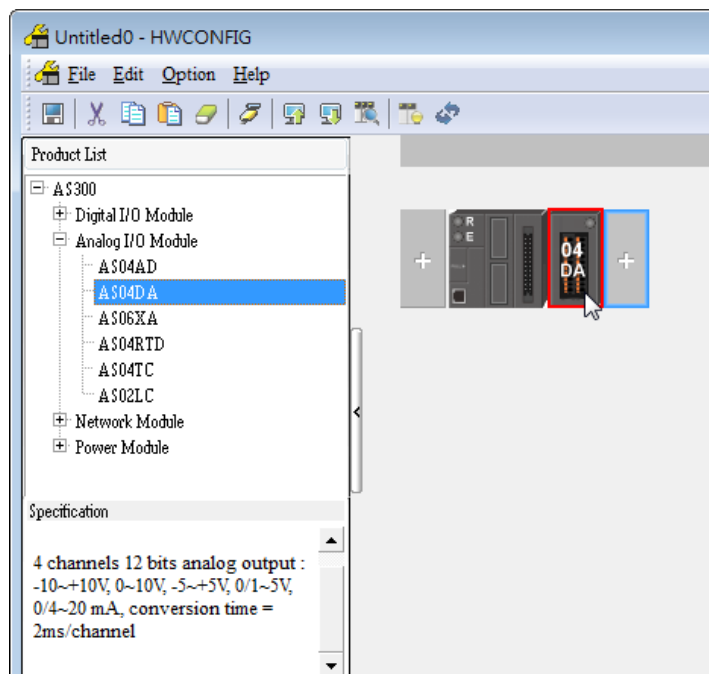 Untitled0 - HWCONFIG
File Edit Option Help
Product List
AS300
Digital I/O Module
Analog I/O Module
AS04AD
AS04DA
AS06XA
AS04RTD
AS04TC
AS02LC
Network Module
Power Module
R
E
04
DA
Specification
4 channels 12 bits analog output :
-10~+10V, 0~10V, -5~+5V, 0/1~5V,
0/4~20 mA, conversion time =
2ms/channel